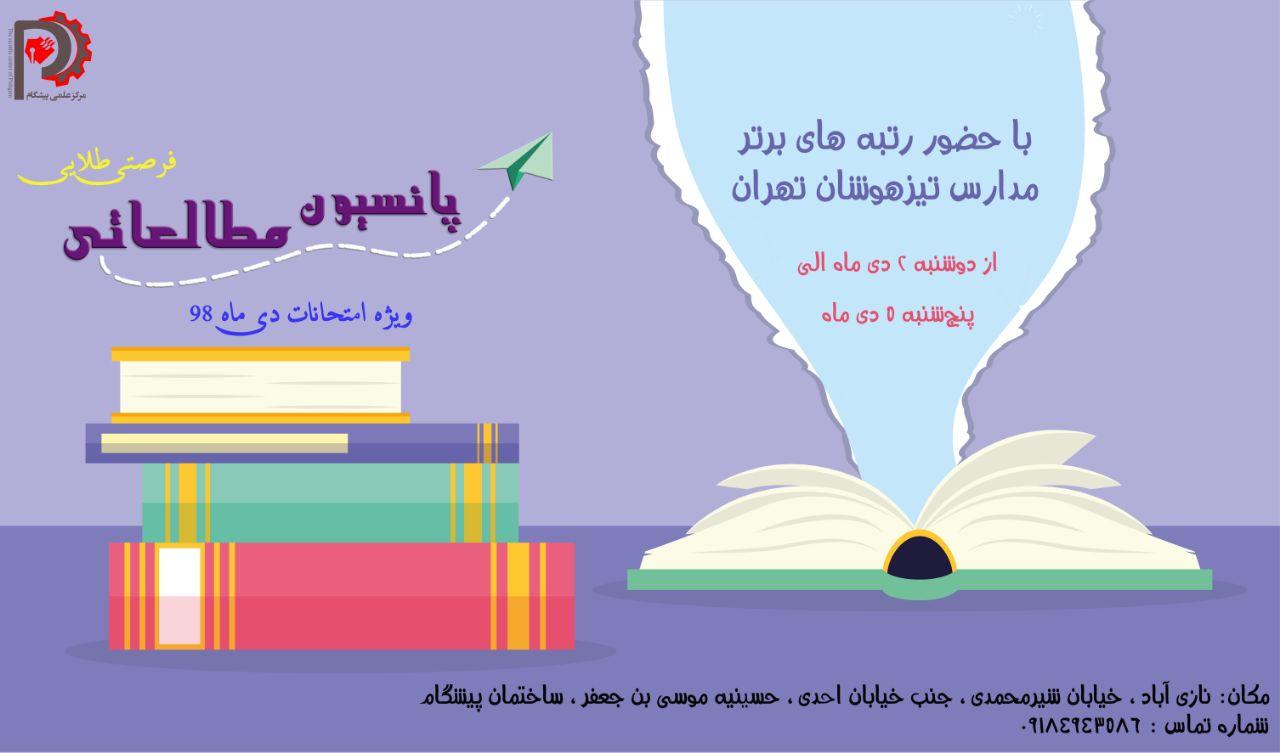 مرکز علمی پیشگام
فرصتی طلایی
پانسیون مطالعاتی
ویژه امتحانات دی ماه 98
با حضور رتبه های برتر
مدارس تیزهوشان تهران
از دوشنبه ۲ دی ماه الی
پنجشنبه ۵ دی ماه
مکان: نازی آباد ، خیابان شیرمحمدی ، جنب خیابان احدی ، حسینیه موسی بن جعفر ، ساختمان پیشگام
شماره تماس : ۰۹۱۸۴۹۴۳۵۸۶